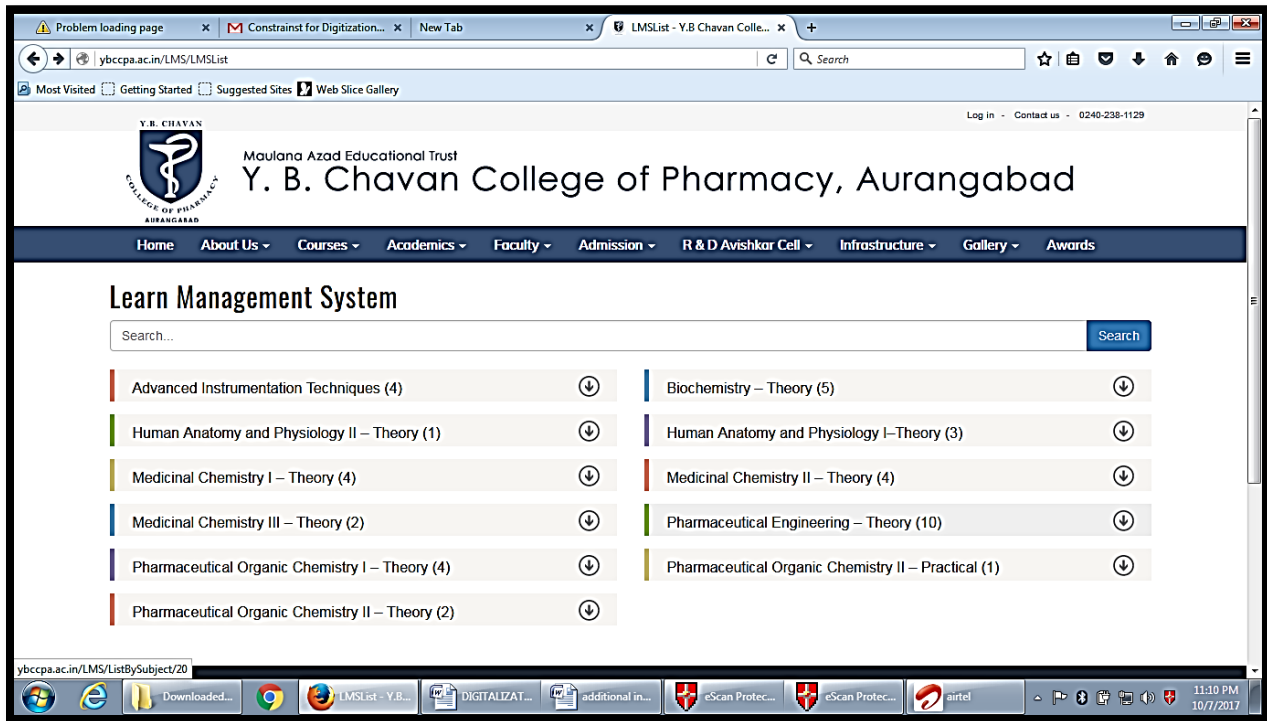 Problem loading page
Constrainst for Digitization...
New Tab
LMSList - Y.B Chavan Colle...
ybccpa.ac.in/LMS/LMSList
Search
Most Visited
Getting Started
Suggested Sites
Web Slice Gallery
Log in - Contact us - 0240-238-1129
Y.B. CHAVAN
COLLEGE OF PHARMACY
AURANGABAD
Maulana Azad Educational Trust
Y. B. Chavan College of Pharmacy, Aurangabad
Home About Us Courses Academics Faculty Admission R & D Avishkar Cell Infrastructure Gallery Awards
Learn Management System
Search...
Search
Advanced Instrumentation Techniques (4)
Biochemistry – Theory (5)
Human Anatomy and Physiology II – Theory (1)
Human Anatomy and Physiology I–Theory (3)
Medicinal Chemistry I – Theory (4)
Medicinal Chemistry II – Theory (4)
Medicinal Chemistry III – Theory (2)
Pharmaceutical Engineering – Theory (10)
Pharmaceutical Organic Chemistry I – Theory (4)
Pharmaceutical Organic Chemistry II – Practical (1)
Pharmaceutical Organic Chemistry II – Theory (2)
ybccpa.ac.in/LMS/ListBySubject/20
Downloaded...
LMSList - Y.B...
DIGITALIZAT...
additional in...
eScan Protec...
eScan Protec...
airtel
11:10 PM
10/7/2017